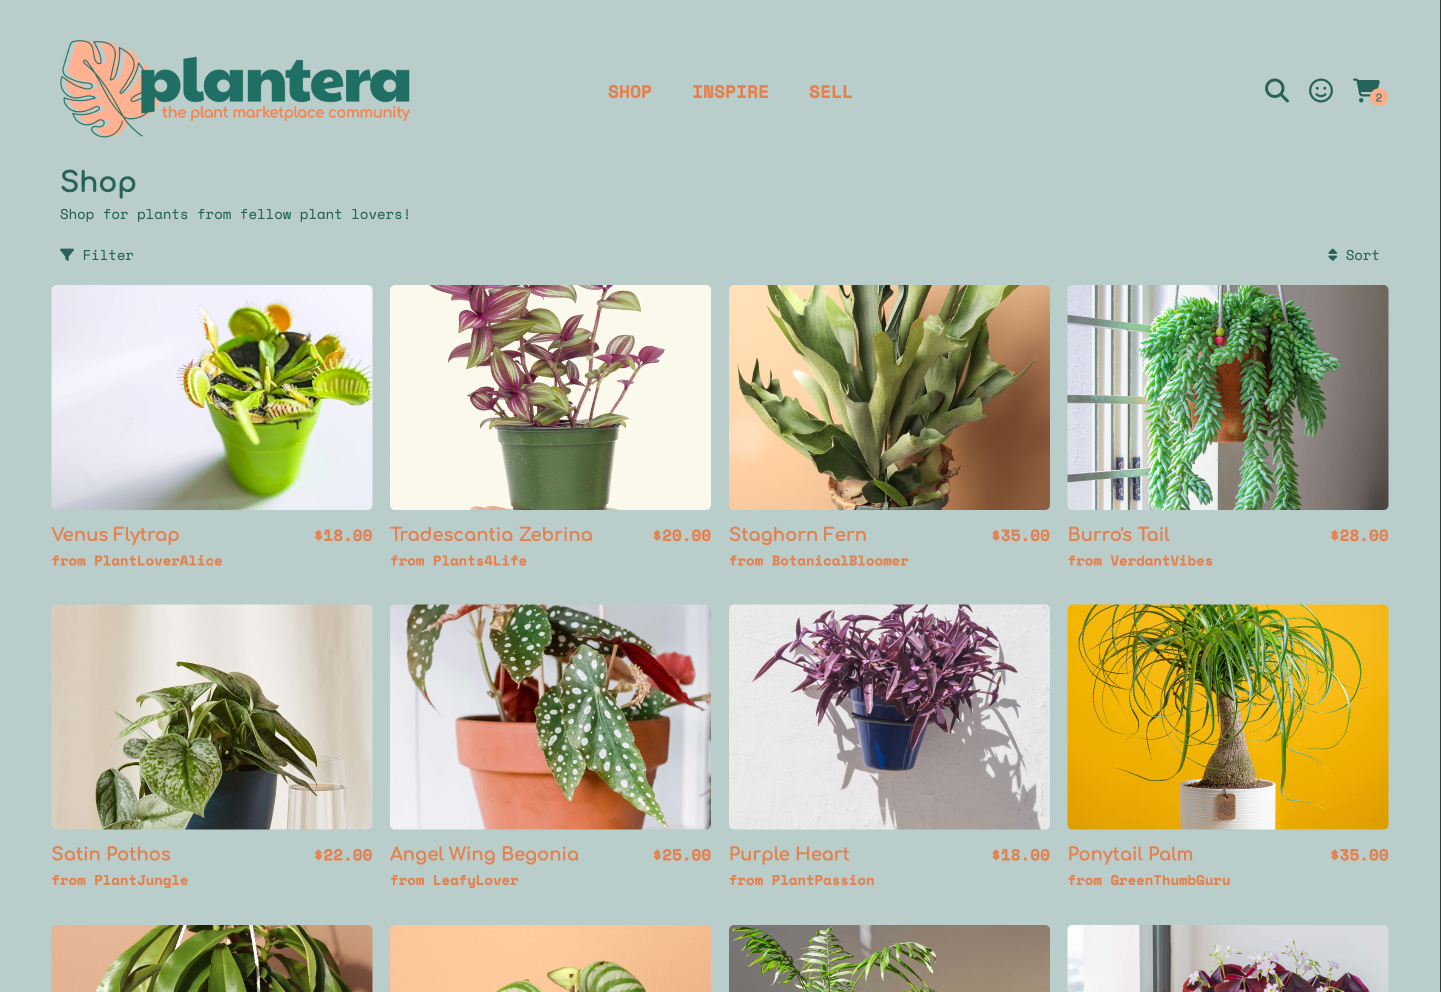 plantera
the plant marketplace community
SHOP INSPIRE SELL
2
Shop
Shop for plants from fellow plant lovers!
Filter Sort
Venus Flytrap $18.00
from PlantLoverAlice
Tradescantia Zebrina $20.00
from Plants4Life
Staghorn Fern $35.00
from BotanicalBloomer
Burro's Tail $28.00
from VerdantVibes
Satin Pothos $22.00
from PlantJungle
Angel Wing Begonia $25.00
from LeafyLover
Purple Heart $18.00
from PlantPassion
Ponytail Palm $35.00
from GreenThumbGuru